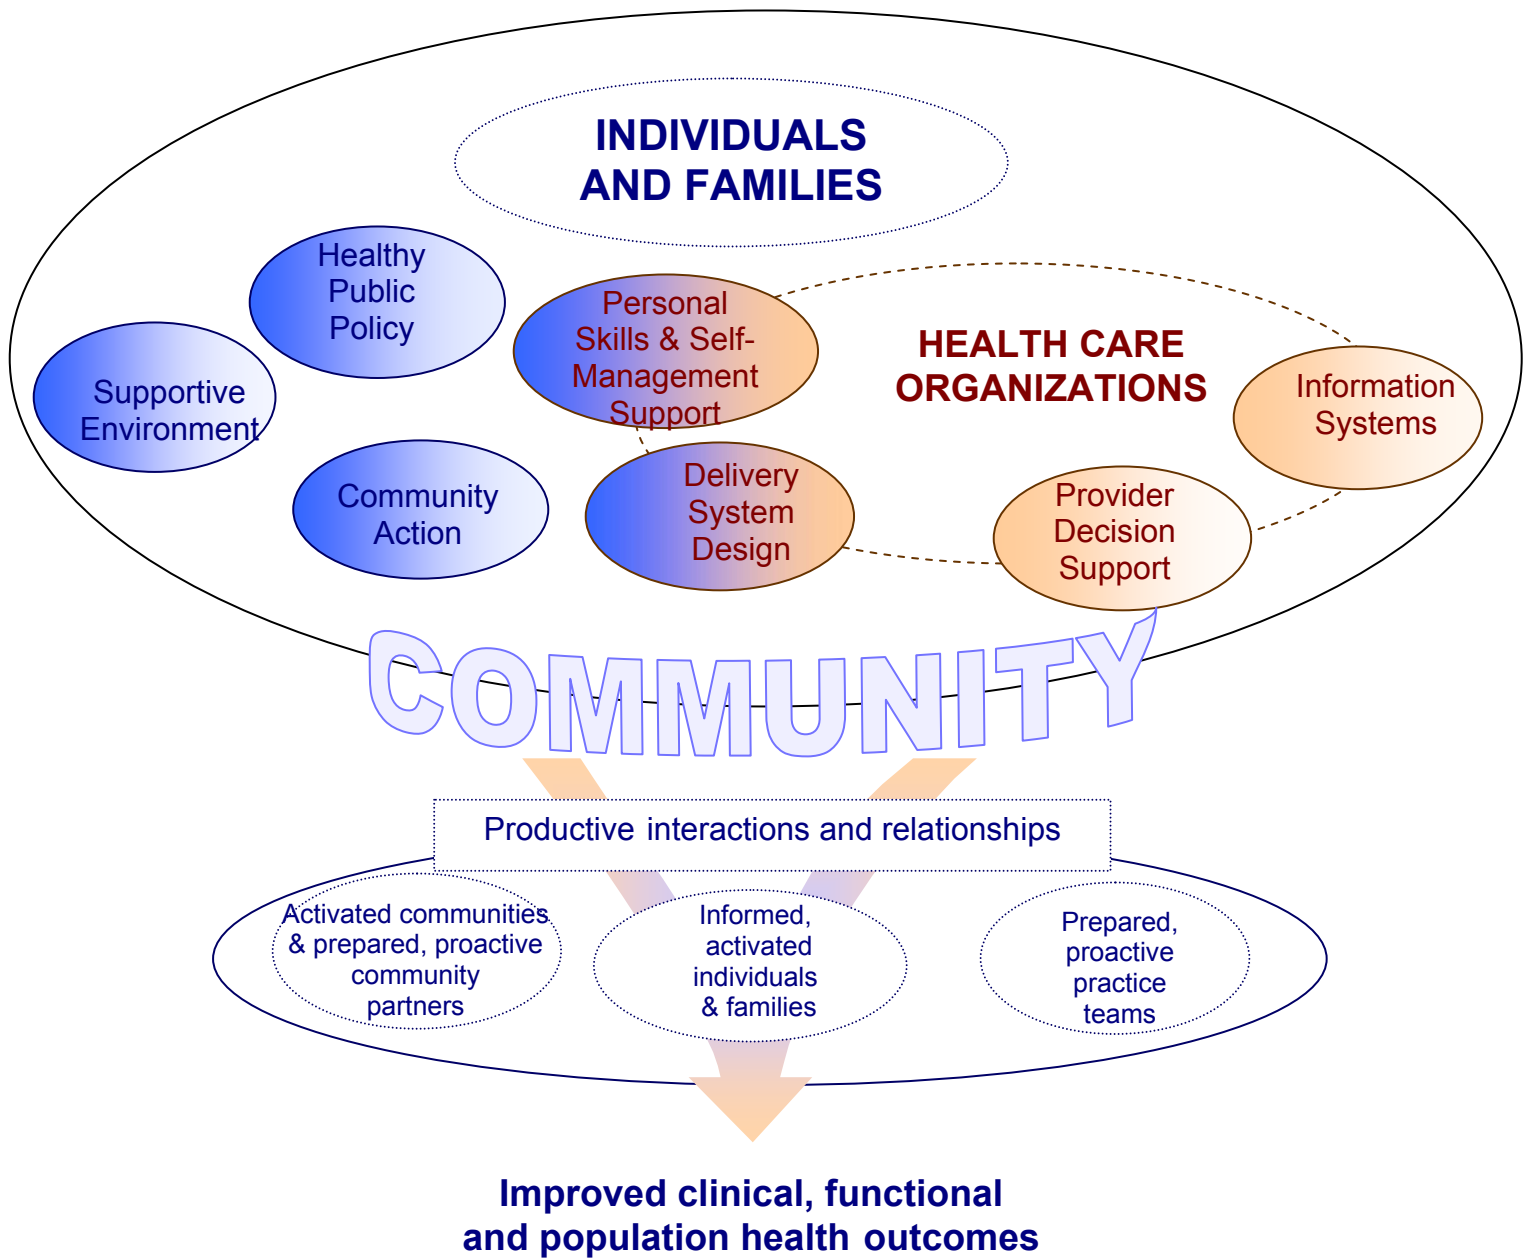 INDIVIDUALS
AND FAMILIES
Healthy
Public
Policy
Supportive
Environment
Community
Action
Personal
Skills & Self-
Management
Support
Delivery
System
Design
HEALTH CARE
ORGANIZATIONS
Information
Systems
Provider
Decision
Support
COMMUNITY
Productive interactions and relationships
Activated communities
& prepared, proactive
community
partners
Informed,
activated
individuals
& families
Prepared,
proactive
practice
teams
Improved clinical, functional
and population health outcomes